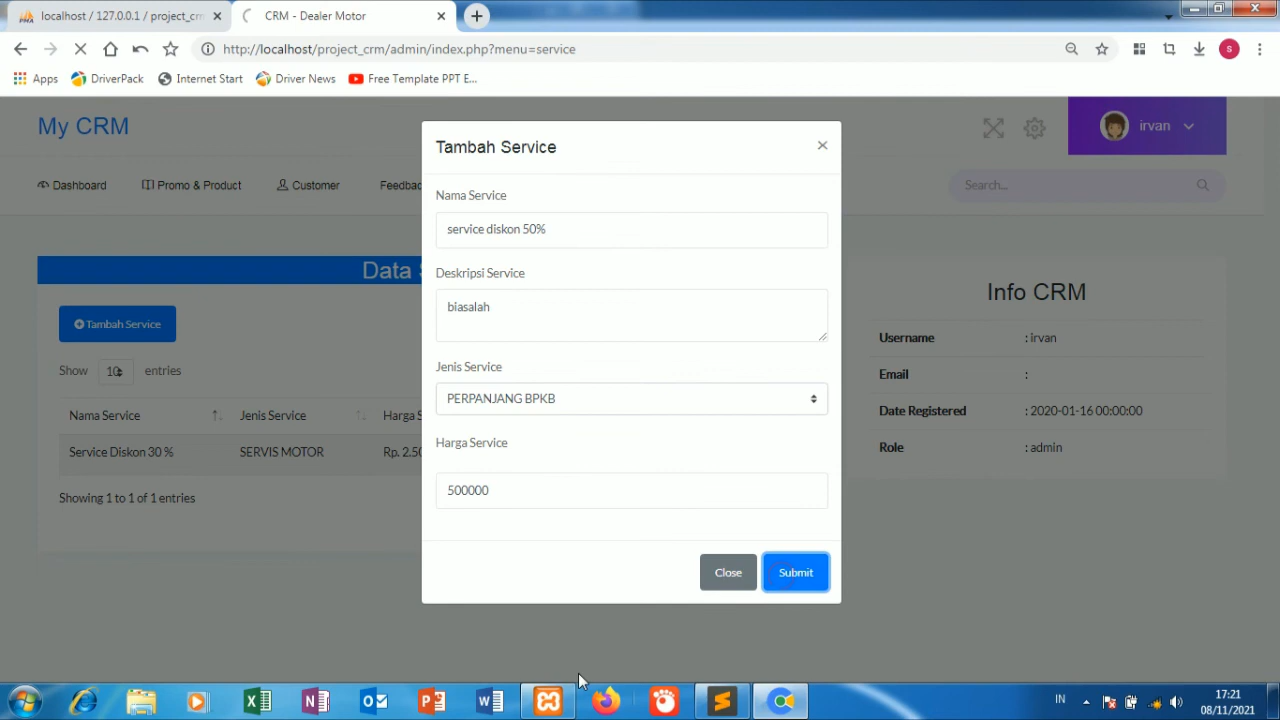 localhost / 127.0.0.1 / project_crm
CRM - Dealer Motor
http://localhost/project_crm/admin/index.php?menu=service
S
Apps
DriverPack
Internet Start
Driver News
Free Template PPT E...
My CRM
irvan
Dashboard
Promo & Product
Customer
Feedbac
Search...
Data S
Tambah Service
Show 10 entries
Nama Service
Jenis Service
Harga S
Service Diskon 30 %
SERVIS MOTOR
Rp. 2.50
Showing 1 to 1 of 1 entries
Tambah Service
×
Nama Service
service diskon 50%
Deskripsi Service
biasalah
Jenis Service
PERPANJANG BPKB
Harga Service
500000
Close
Submit
Info CRM
Username : irvan
Email :
Date Registered : 2020-01-16 00:00:00
Role : admin
IN
17:21
08/11/2021